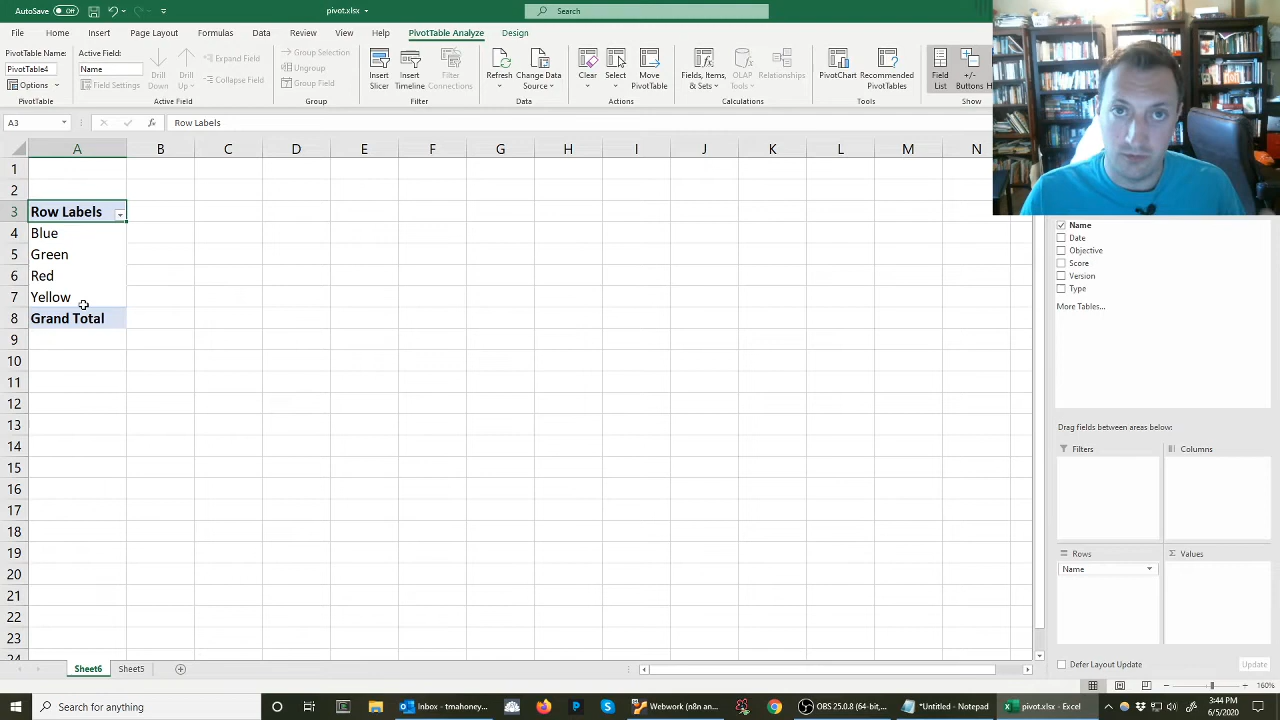 AutoSave Off pivot.xlsx Search
File Home Insert Page Layout Formulas Data Review View Help PivotTable Analyze Design
PivotTable Name: Active Field:
PivotTable4 Name
Options Field Settings
Drill Down Drill Up
Expand Field
Collapse Field
Group Selection
Ungroup
Group Field
Insert Slicer Insert Timeline Filter Connections
Refresh Change Data Source
Clear Select Move PivotTable
Fields, Items, & Sets OLAP Tools Relationships
PivotChart Recommended PivotTables
Field List +/- Buttons
PivotTable Active Field Group Filter Data Actions Calculations Tools Show
A3 fx Row Labels
A B C D E F G H I J K L M N
1
2
3 Row Labels
4 Blue
5 Green
6 Red
7 Yellow
8 Grand Total
9
10
11
12
13
14
15
16
17
18
19
20
21
22
23
24
Name
Date
Objective
Score
Version
Type
More Tables...
Drag fields between areas below:
Filters Columns
Rows Values
Name
Defer Layout Update Update
Sheet6 Sheet5
160%
Search for anything
Inbox - tmahoney...
Webwork (n8n an...
OBS 25.0.8 (64-bit,...
*Untitled - Notepad
pivot.xlsx - Excel
3:44 PM
6/5/2020